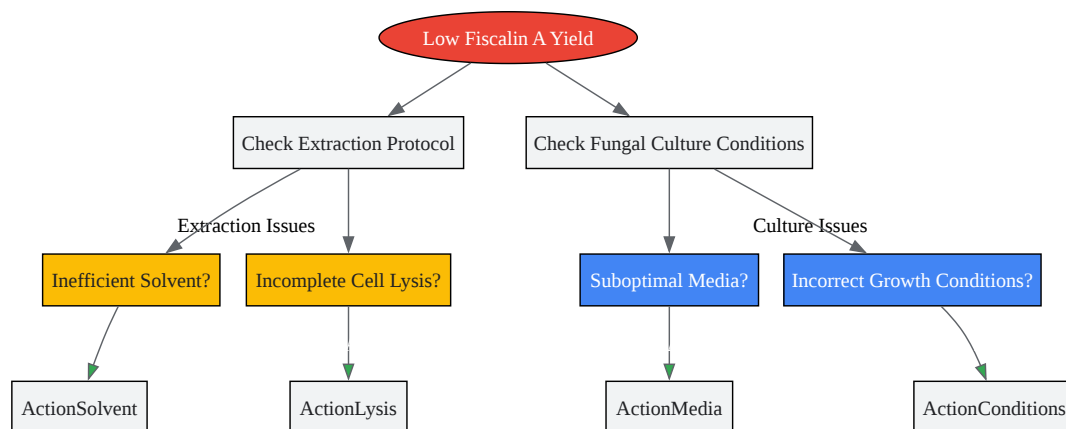 Low Fiscalin A Yield
Check Extraction Protocol
Check Fungal Culture Conditions
Extraction Issues
Culture Issues
Inefficient Solvent?
Incomplete Cell Lysis?
Suboptimal Media?
Incorrect Growth Conditions?
ActionSolvent
ActionLysis
ActionMedia
ActionConditions